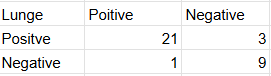 Lunge Poitive Negative
Positve 21 3
Negative 1 9